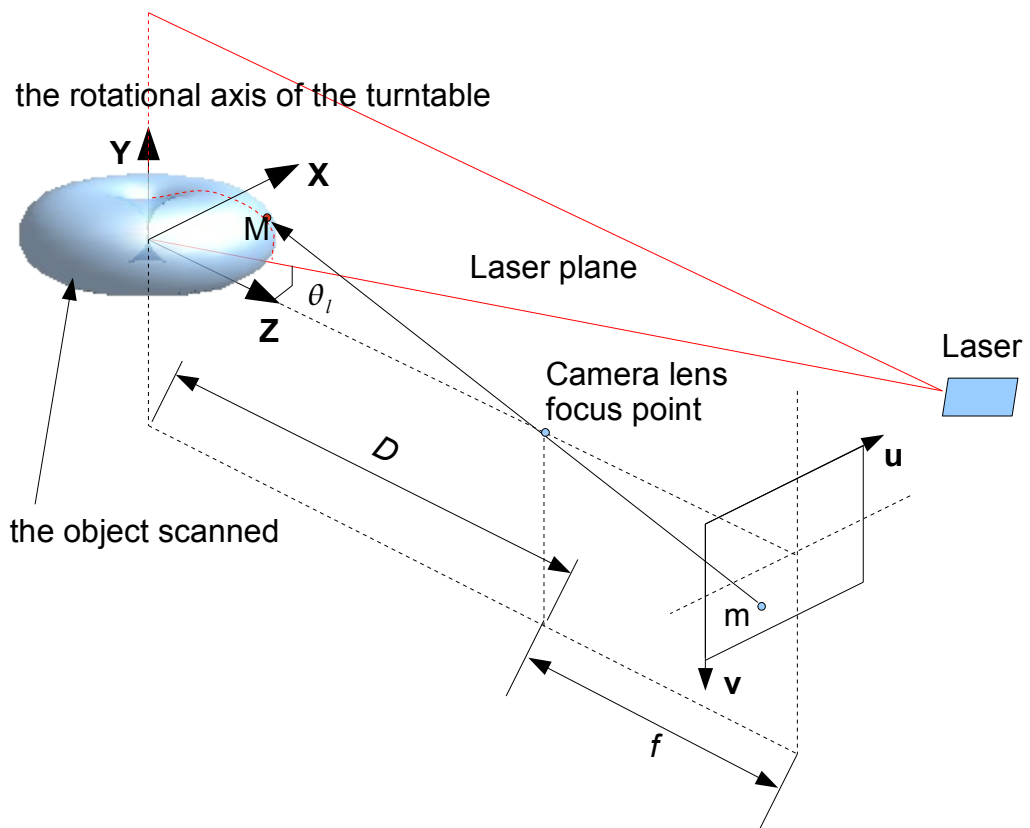 the rotational axis of the turntable
Y
X
M
Laser plane
θl
Z
Laser
Camera lens
focus point
D
u
the object scanned
m
v
f